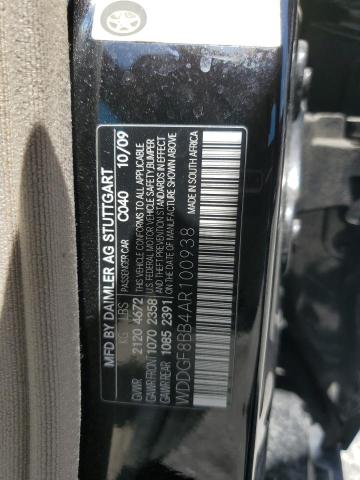 MFD BY DAIMLER AG STUTTGART MADE IN SOUTH AFRICA
PASSENGER CAR C040 10/09
KG LBS THIS VEHICLE CONFORMS TO ALL APPLICABLE
GVWR 2120 4672 U.S. FEDERAL MOTOR VEHICLE SAFETY, BUMPER
GAWR FRONT 1070 2358 AND THEFT PREVENTION STANDARDS IN EFFECT
GAWR REAR 1085 2391 ON THE DATE OF MANUFACTURE SHOWN ABOVE
WDDGF8BB4AR100938